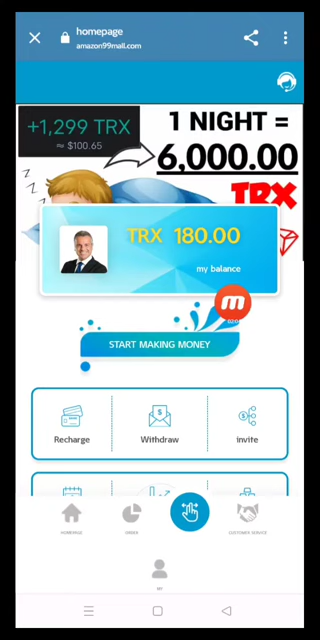 homepage
amazon99mall.com
+1,299 TRX
≈ $100.65
1 NIGHT =
6,000.00
TRX
z
z
z
TRX 180.00
my balance
START MAKING MONEY
Recharge
Withdraw
invite
HOMEPAGE
ORDER
CUSTOMER SERVICE
MY